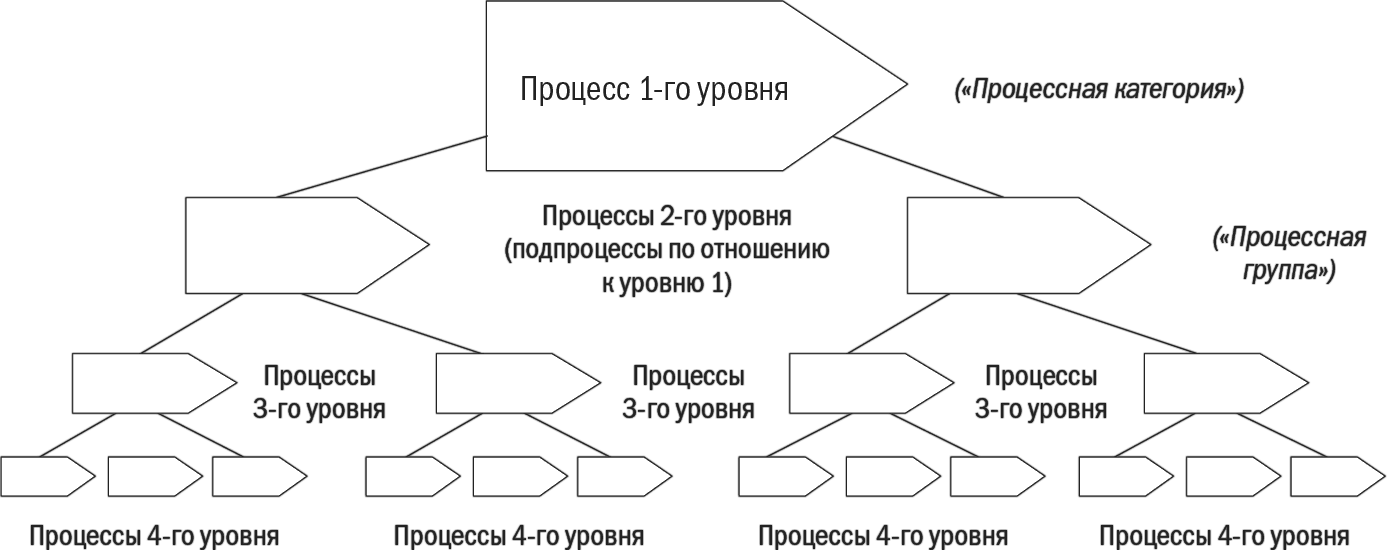 Процесс 1-го уровня
(«Процессная категория»)
Процессы 2-го уровня
(подпроцессы по отношению
к уровню 1)
(«Процессная
группа»)
Процессы
3-го уровня
Процессы
3-го уровня
Процессы
3-го уровня
Процессы 4-го уровня
Процессы 4-го уровня
Процессы 4-го уровня
Процессы 4-го уровня